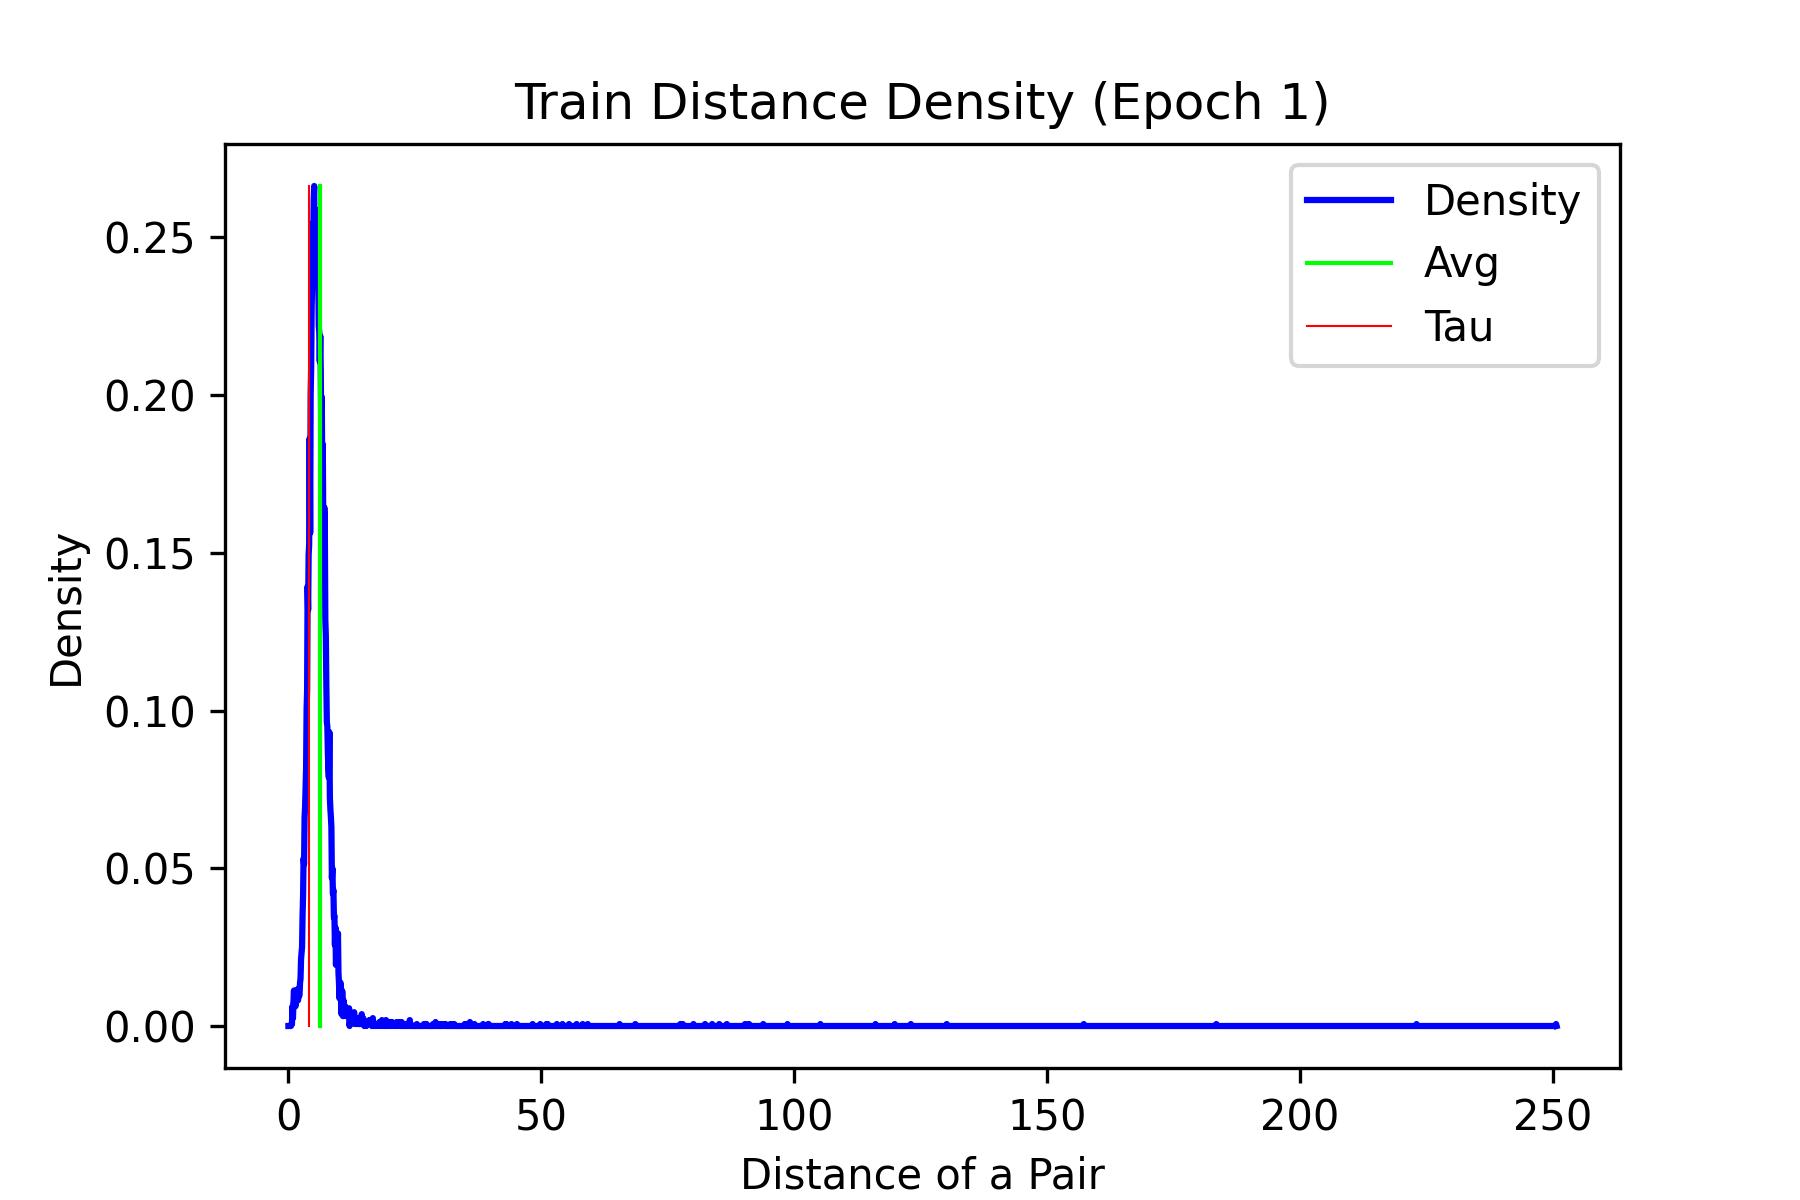 Train Distance Density (Epoch 1)
Density
Avg
Tau
Density
0.25
0.20
0.15
0.10
0.05
0.00
0 50 100 150 200 250
Distance of a Pair